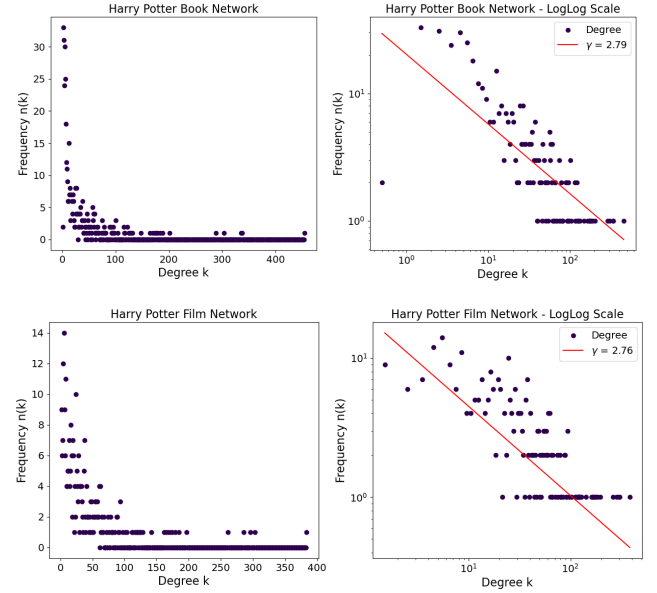 Harry Potter Book Network
Frequency n(k)
30
25
20
15
10
5
0
0 100 200 300 400
Degree k
Harry Potter Book Network - LogLog Scale
Degree
γ = 2.79
Frequency n(k)
10¹
10⁰
10⁰ 10¹ 10²
Degree k
Harry Potter Film Network
Frequency n(k)
14
12
10
8
6
4
2
0
0 50 100 150 200 250 300 350 400
Degree k
Harry Potter Film Network - LogLog Scale
Degree
γ = 2.76
Frequency n(k)
10¹
10⁰
10¹ 10²
Degree k